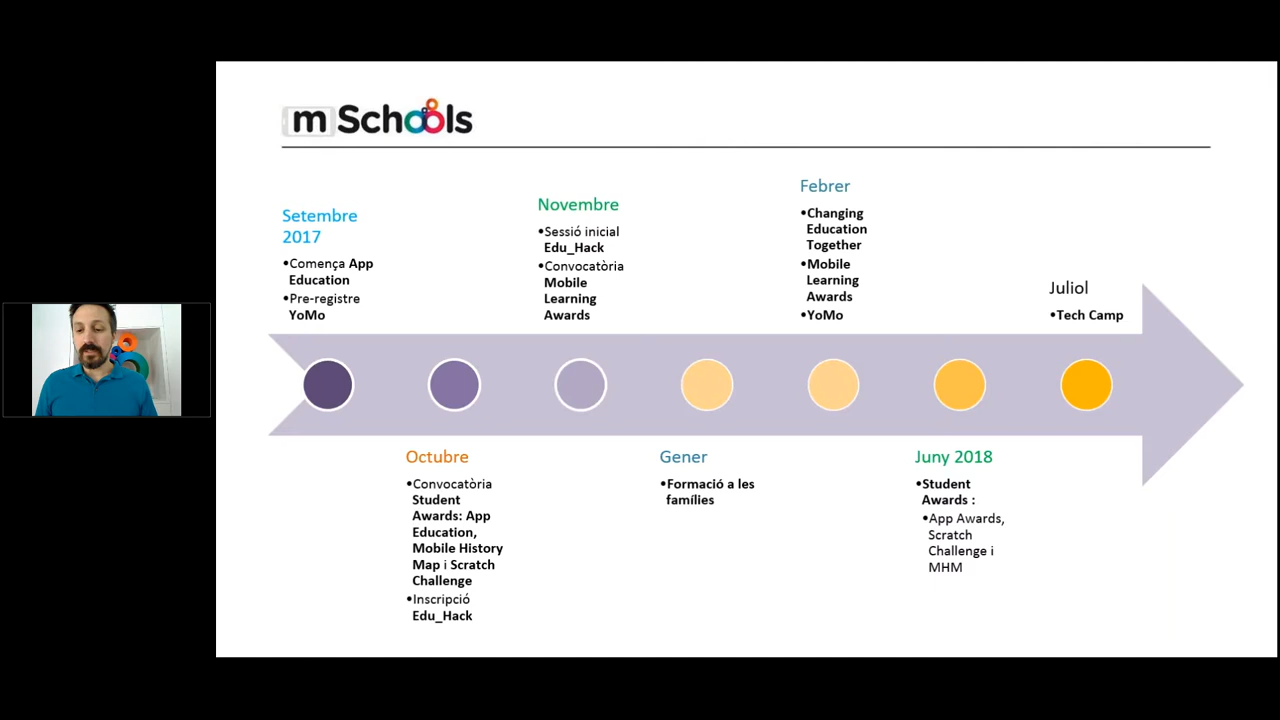 m Schools
Setembre
2017
•Comença App
Education
•Pre-registre
YoMo
Novembre
•Sessió inicial
Edu_Hack
•Convocatòria
Mobile
Learning
Awards
Febrer
•Changing
Education
Together
•Mobile
Learning
Awards
•YoMo
Juliol
•Tech Camp
Octubre
•Convocatòria
Student
Awards: App
Education,
Mobile History
Map i Scratch
Challenge
•Inscripció
Edu_Hack
Gener
•Formació a les
famílies
Juny 2018
•Student
Awards :
•App Awards,
Scratch
Challenge i
MHM